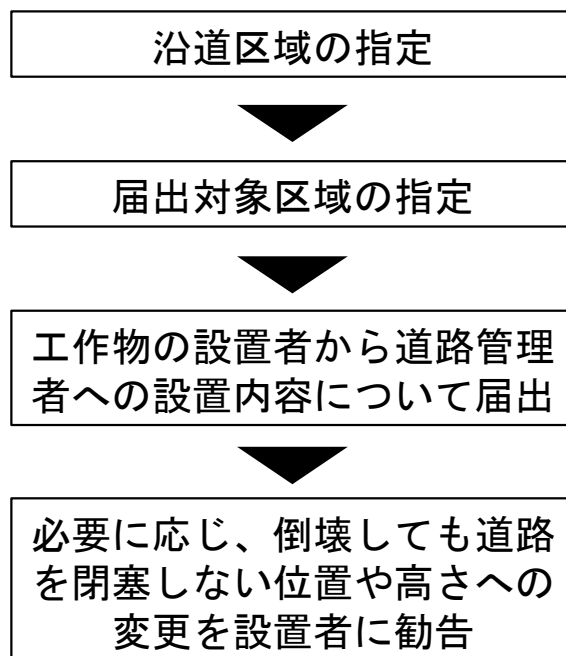 沿道区域の指定
届出対象区域の指定
工作物の設置者から道路管理
者への設置内容について届出
必要に応じ、倒壊しても道路
を閉塞しない位置や高さへの
変更を設置者に勧告